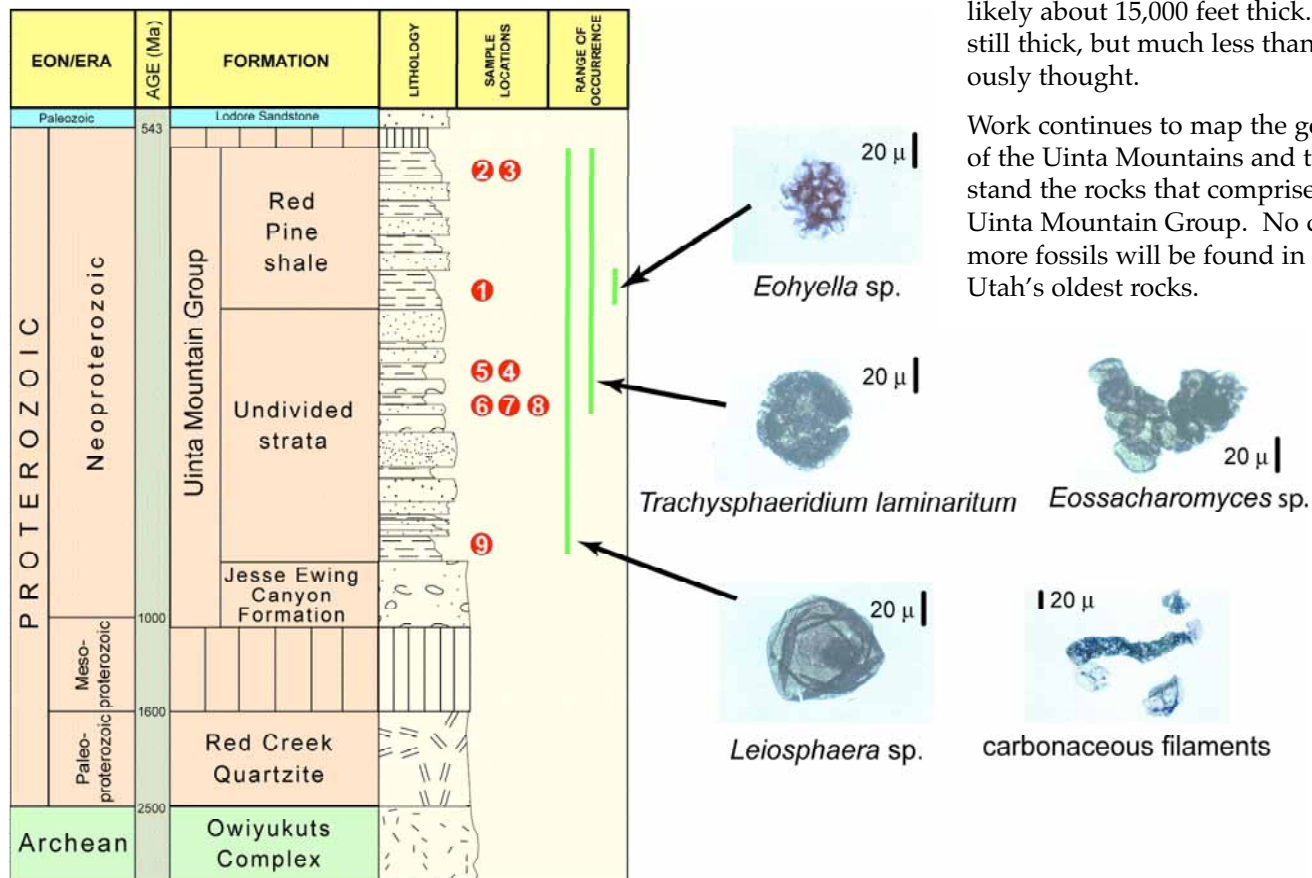 EON/ERA
AGE (Ma)
FORMATION
LITHOLOGY
SAMPLE
LOCATIONS
RANGE OF
OCCURRENCE
Paleozoic
Lodore Sandstone
543
PROTEROZOIC
Neoproterozoic
Uinta Mountain Group
Red
Pine
shale
2 3
1
Undivided
strata
5 4
6 7 8
9
Jesse Ewing
Canyon
Formation
1000
Meso-
proterozoic
1600
Paleo-
proterozoic
Red Creek
Quartzite
2500
Archean
Owiyukuts
Complex
20 µ
Eohyella sp.
20 µ
Trachysphaeridium laminaritum
20 µ
Eossacharomyces sp.
20 µ
Leiosphaera sp.
20 µ
carbonaceous filaments
likely about 15,000 feet thick.
still thick, but much less than
ously thought.
Work continues to map the ge
of the Uinta Mountains and t
stand the rocks that comprise
Uinta Mountain Group. No d
more fossils will be found in
Utah's oldest rocks.